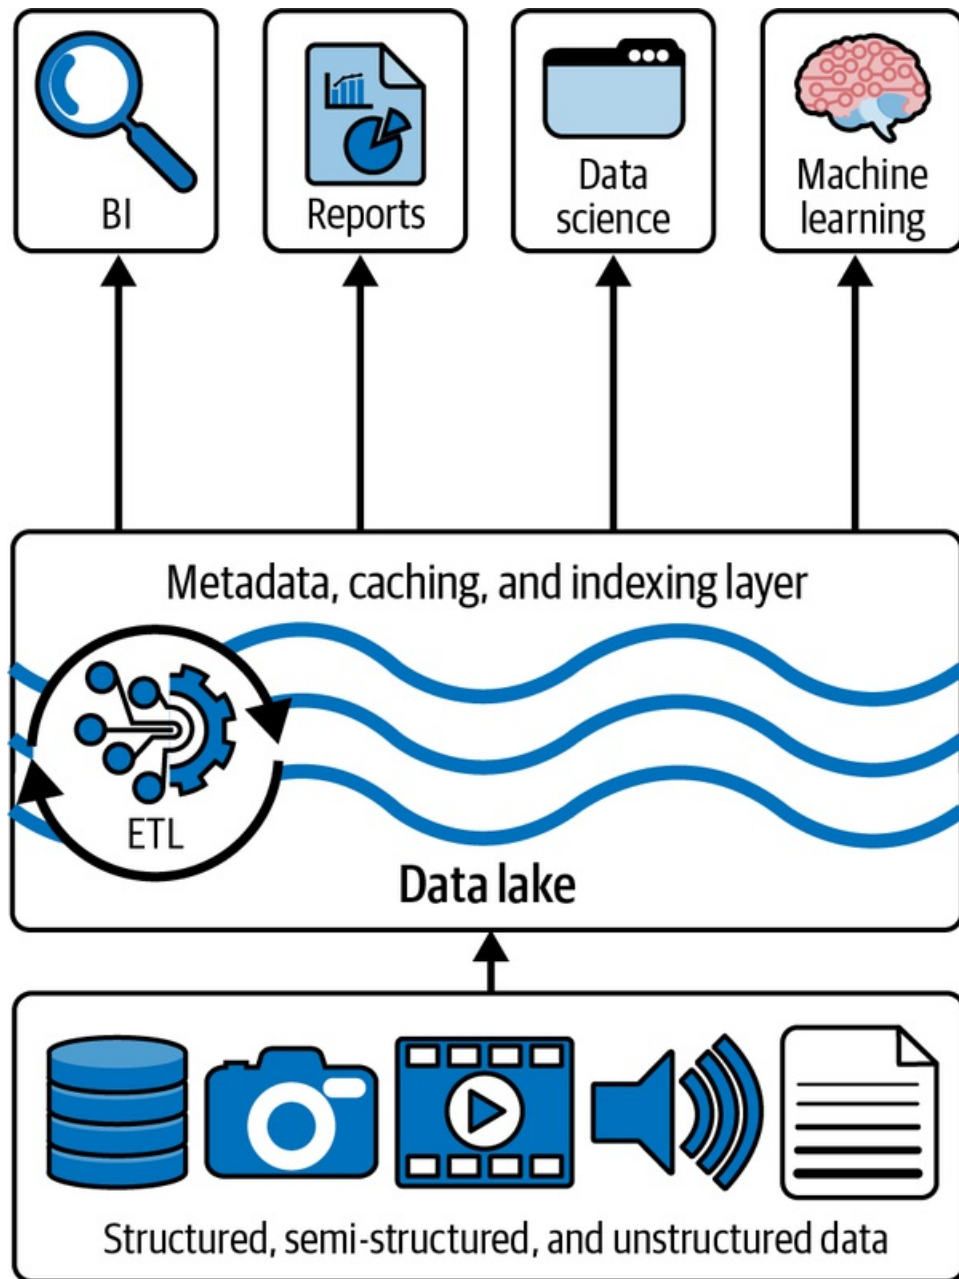 BI
Reports
Data
science
Machine
learning
Metadata, caching, and indexing layer
ETL
Data lake
Structured, semi-structured, and unstructured data